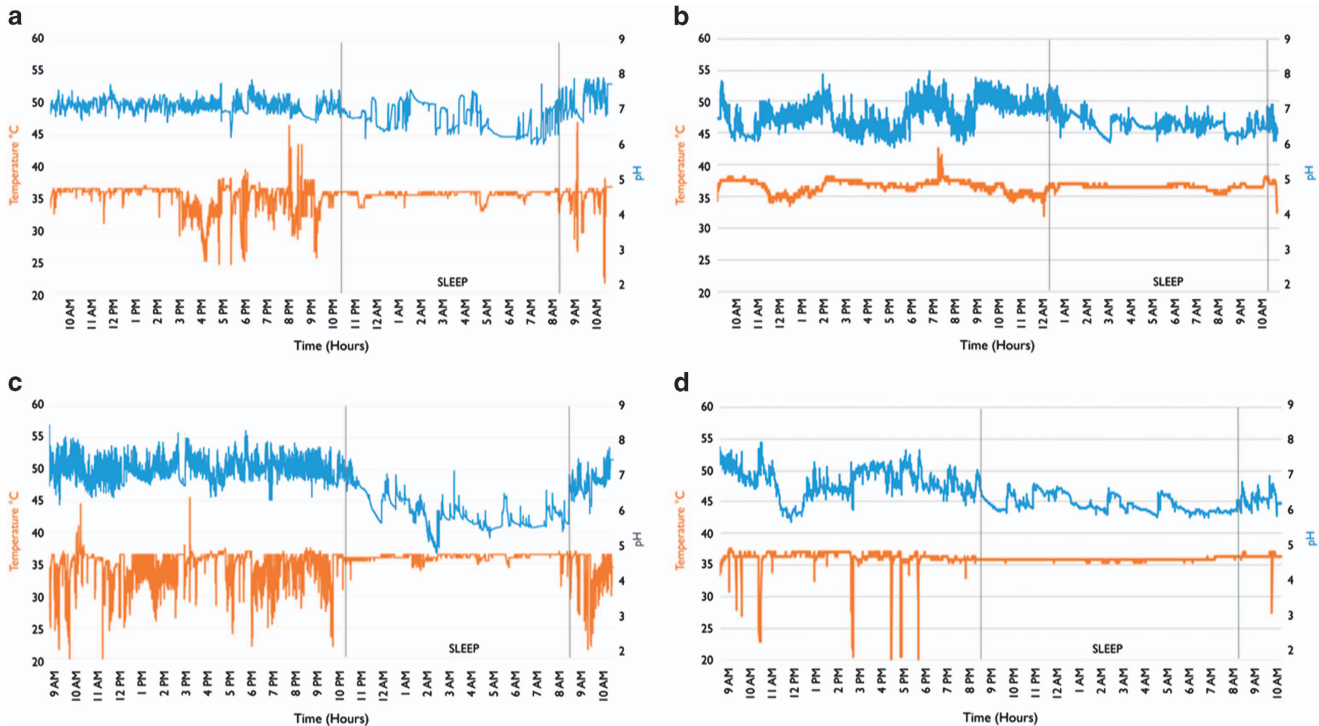 a
60
55
50
45
40
35
30
25
20
Temperature °C
9
8
7
6
5
4
3
2
pH
SLEEP
10 AM
11 AM
12 PM
1 PM
2 PM
3 PM
4 PM
5 PM
6 PM
7 PM
8 PM
9 PM
10 PM
11 PM
12 AM
1 AM
2 AM
3 AM
4 AM
5 AM
6 AM
7 AM
8 AM
9 AM
10 AM
Time (Hours)
b
60
55
50
45
40
35
30
25
20
Temperature °C
9
8
7
6
5
4
3
2
pH
SLEEP
10 AM
11 AM
12 PM
1 PM
2 PM
3 PM
4 PM
5 PM
6 PM
7 PM
8 PM
9 PM
10 PM
11 PM
12 AM
1 AM
2 AM
3 AM
4 AM
5 AM
6 AM
7 AM
8 AM
9 AM
10 AM
Time (Hours)
c
60
55
50
45
40
35
30
25
20
Temperature °C
9
8
7
6
5
4
3
2
pH
SLEEP
9 AM
10 AM
11 AM
12 PM
1 PM
2 PM
3 PM
4 PM
5 PM
6 PM
7 PM
8 PM
9 PM
10 PM
11 PM
12 AM
1 AM
2 AM
3 AM
4 AM
5 AM
6 AM
7 AM
8 AM
9 AM
10 AM
Time (Hours)
d
60
55
50
45
40
35
30
25
20
Temperature °C
9
8
7
6
5
4
3
2
pH
SLEEP
9 AM
10 AM
11 AM
12 PM
1 PM
2 PM
3 PM
4 PM
5 PM
6 PM
7 PM
8 PM
9 PM
10 PM
11 PM
12 AM
1 AM
2 AM
3 AM
4 AM
5 AM
6 AM
7 AM
8 AM
9 AM
10 AM
Time (Hours)